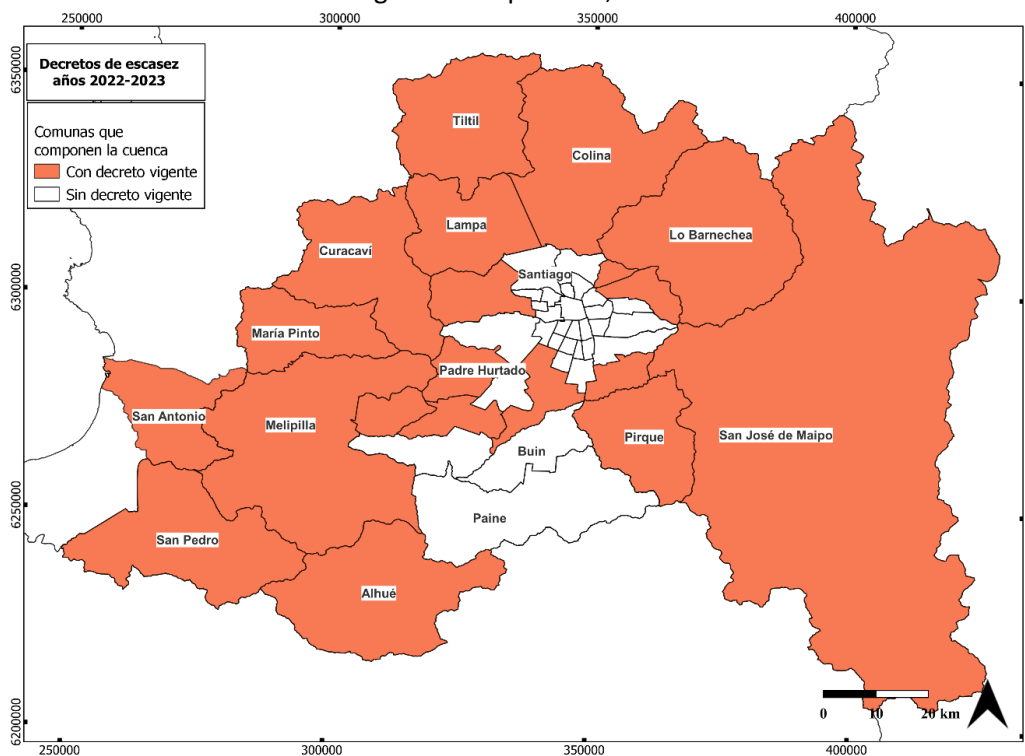 250000 300000 350000 400000
6350000
6300000
6250000
6200000
Decretos de escasez
años 2022-2023
Comunas que
componen la cuenca
Con decreto vigente
Sin decreto vigente
Tiltil
Colina
Lampa
Lo Barnechea
Curacaví
Santiago
María Pinto
Padre Hurtado
San Antonio
Melipilla
Pirque
San José de Maipo
Buin
Paine
San Pedro
Alhué
0 10 20 km
250000 300000 350000 400000